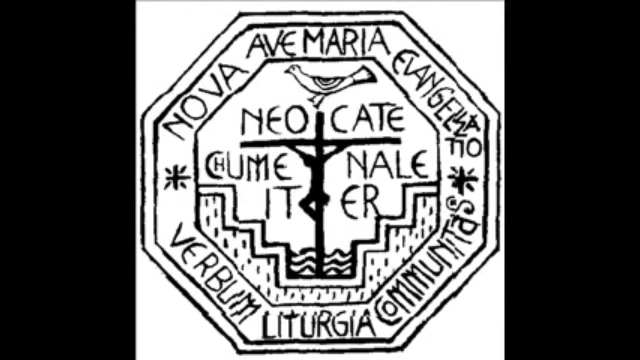 AVE MARIA
NOVA EVANGELIZATIO
NEO CATE
CHUME NALE
IT ER
VERBUM LITURGIA COMMUNITAS